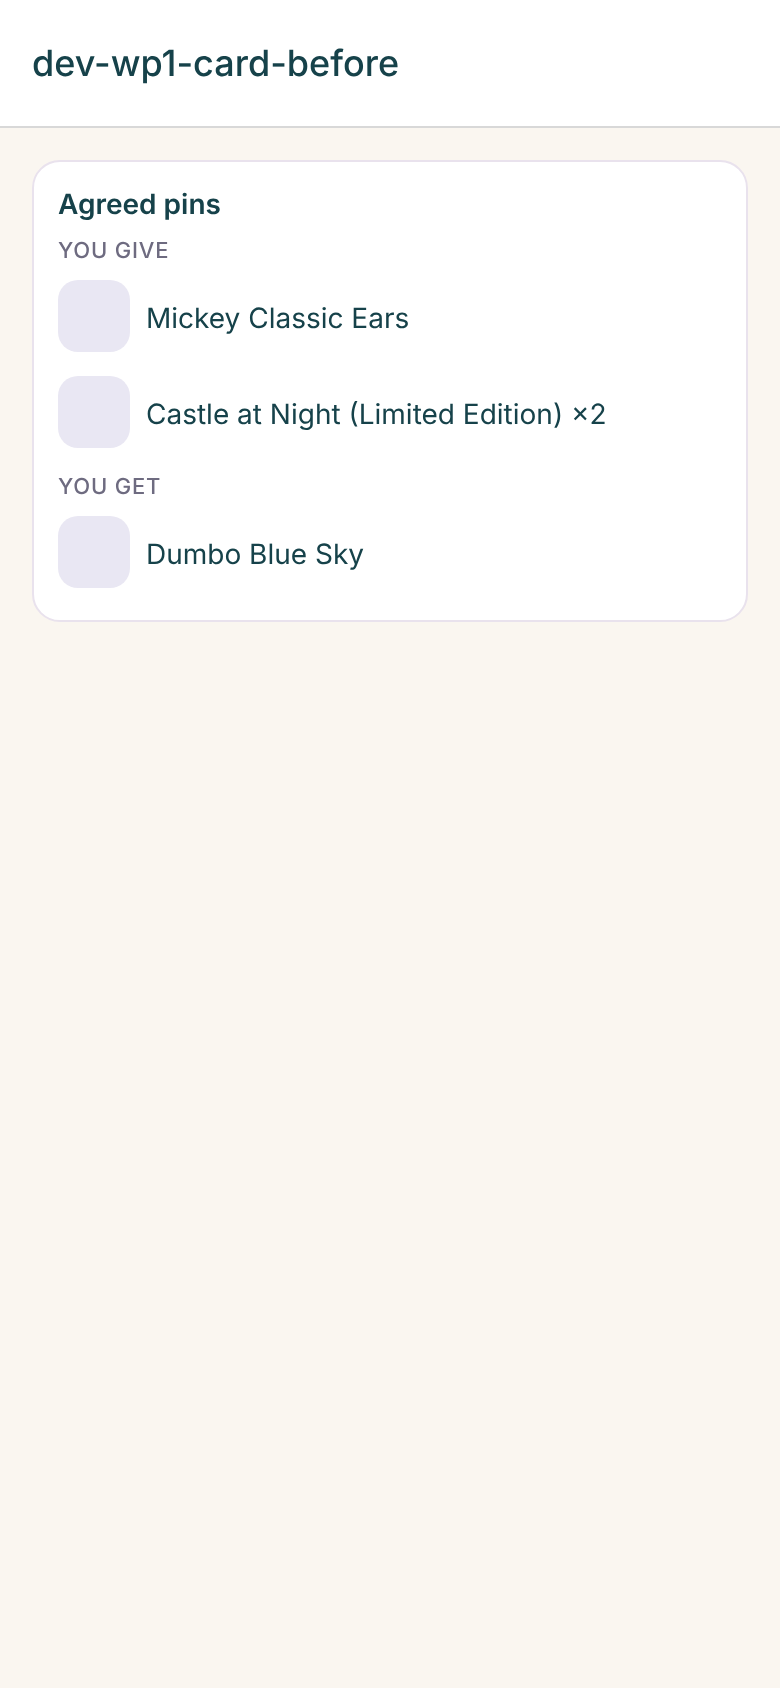 dev-wp1-card-before
Agreed pins
YOU GIVE
Mickey Classic Ears
Castle at Night (Limited Edition) ×2
YOU GET
Dumbo Blue Sky